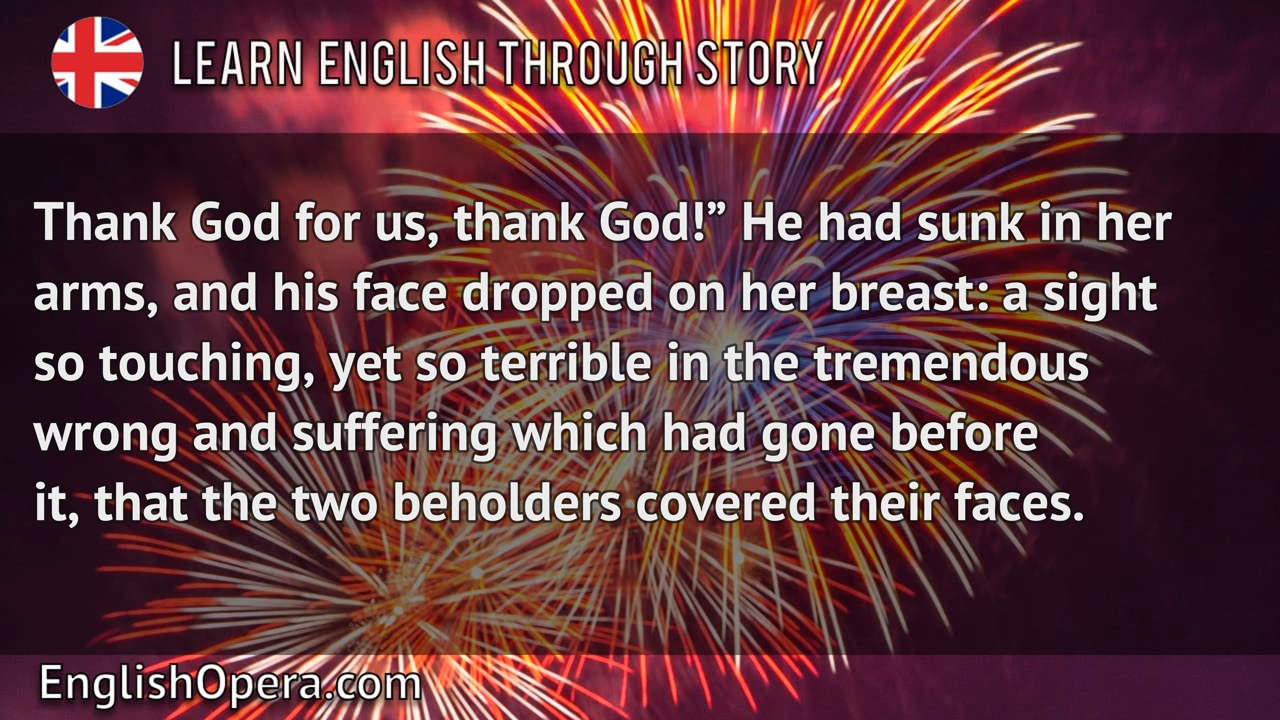 LEARN ENGLISH THROUGH STORY
Thank God for us, thank God!” He had sunk in her
arms, and his face dropped on her breast: a sight
so touching, yet so terrible in the tremendous
wrong and suffering which had gone before
it, that the two beholders covered their faces.
EnglishOpera.com